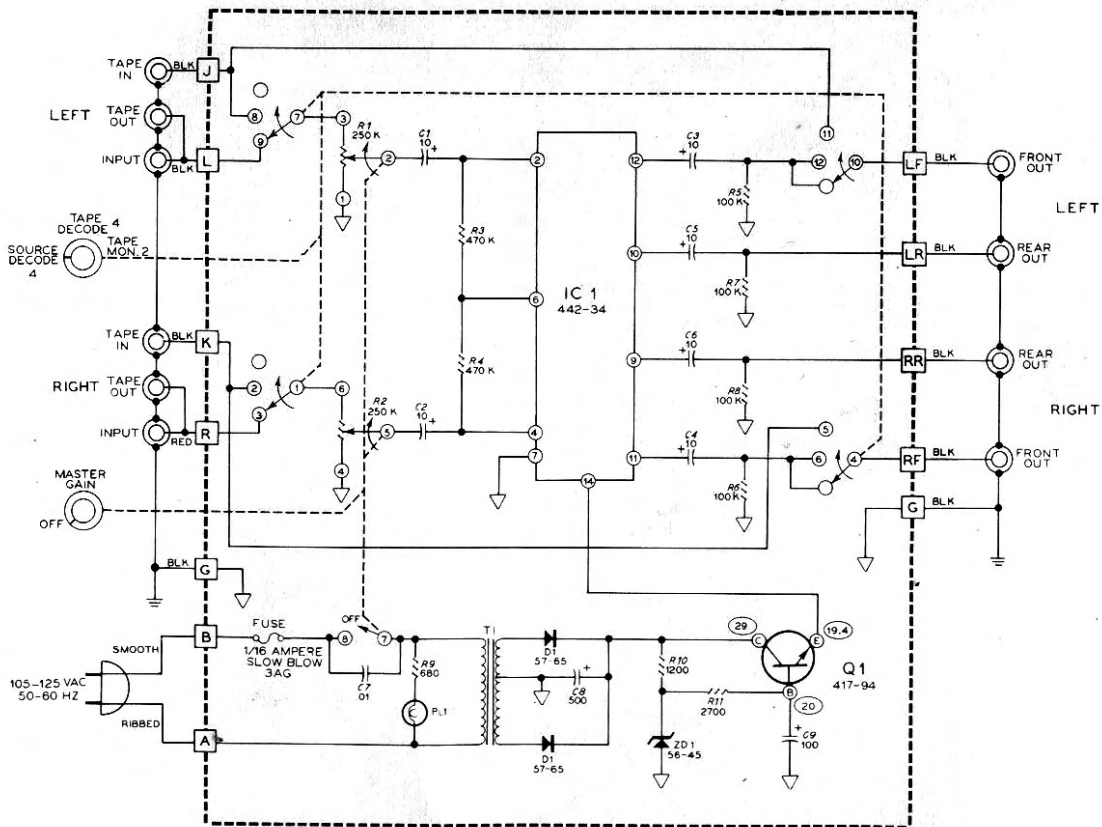 TAPE IN
BLK
J
LEFT
TAPE OUT
INPUT
BLK
L
8
7
9
3
R1
250 K
2
1
C1
10
+
R3
470 K
R4
470 K
2
6
4
7
14
12
10
9
11
IC 1
442-34
C3
+ 10
R5
100 K
C5
+ 10
R7
100 K
C6
+ 10
R8
100 K
C4
+ 10
R6
100 K
11
12
10
LF
BLK
FRONT OUT
LEFT
LR
BLK
REAR OUT
RR
BLK
REAR OUT
RIGHT
5
6
4
RF
BLK
FRONT OUT
G
BLK
TAPE DECODE 4
SOURCE DECODE 4
TAPE MON. 2
TAPE IN
BLK
K
RIGHT
TAPE OUT
INPUT
RED
R
2
1
3
6
R2
250 K
5
4
C2
10
+
MASTER GAIN
OFF
BLK
G
B
SMOOTH
105-125 VAC
50-60 HZ
RIBBED
A
FUSE
1/16 AMPERE
SLOW BLOW
3AG
OFF
8
7
C7
.01
R9
680
PL1
T1
D1
57-65
C8
500
+
D1
57-65
R10
1200
R11
2700
ZD1
56-45
29
C
E
19.4
Q1
417-94
B
20
+
C9
100